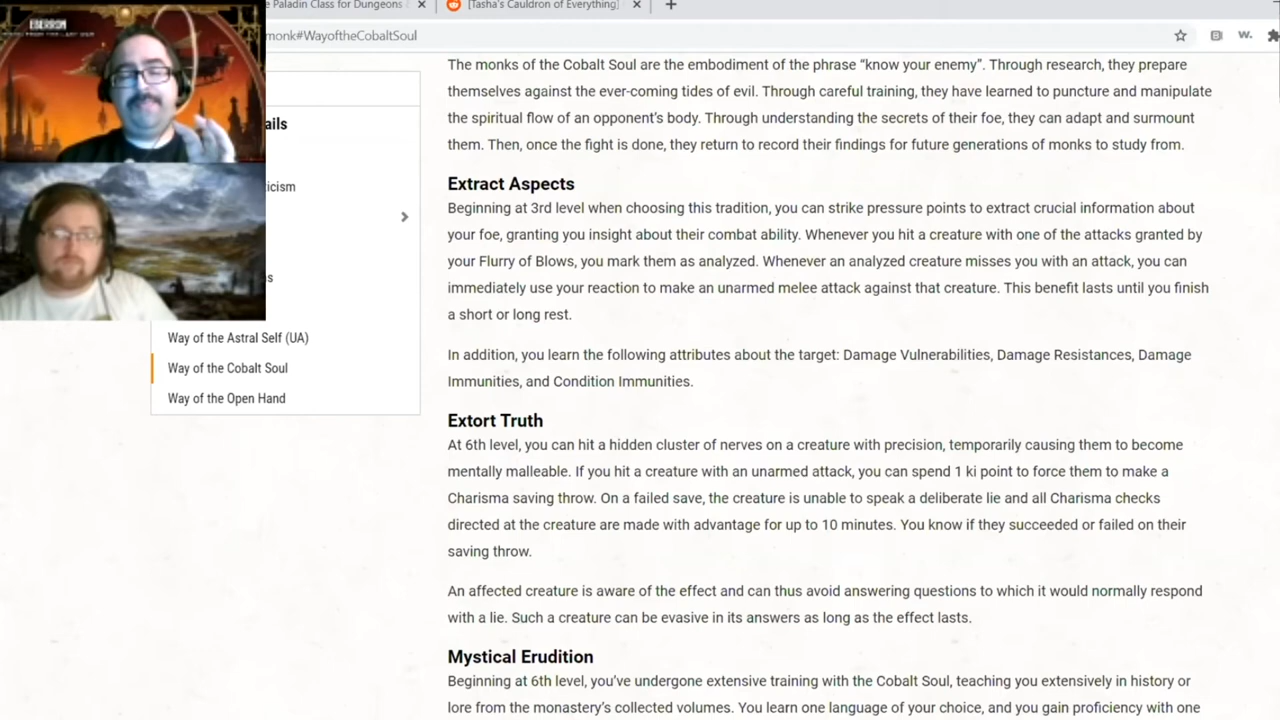 e Paladin Class for Dungeons
[Tasha's Cauldron of Everything]
monk#WayoftheCobaltSoul
EBERRON
ails
icism
s
Way of the Astral Self (UA)
Way of the Cobalt Soul
Way of the Open Hand
The monks of the Cobalt Soul are the embodiment of the phrase “know your enemy”. Through research, they prepare
themselves against the ever-coming tides of evil. Through careful training, they have learned to puncture and manipulate
the spiritual flow of an opponent’s body. Through understanding the secrets of their foe, they can adapt and surmount
them. Then, once the fight is done, they return to record their findings for future generations of monks to study from.
Extract Aspects
Beginning at 3rd level when choosing this tradition, you can strike pressure points to extract crucial information about
your foe, granting you insight about their combat ability. Whenever you hit a creature with one of the attacks granted by
your Flurry of Blows, you mark them as analyzed. Whenever an analyzed creature misses you with an attack, you can
immediately use your reaction to make an unarmed melee attack against that creature. This benefit lasts until you finish
a short or long rest.
In addition, you learn the following attributes about the target: Damage Vulnerabilities, Damage Resistances, Damage
Immunities, and Condition Immunities.
Extort Truth
At 6th level, you can hit a hidden cluster of nerves on a creature with precision, temporarily causing them to become
mentally malleable. If you hit a creature with an unarmed attack, you can spend 1 ki point to force them to make a
Charisma saving throw. On a failed save, the creature is unable to speak a deliberate lie and all Charisma checks
directed at the creature are made with advantage for up to 10 minutes. You know if they succeeded or failed on their
saving throw.
An affected creature is aware of the effect and can thus avoid answering questions to which it would normally respond
with a lie. Such a creature can be evasive in its answers as long as the effect lasts.
Mystical Erudition
Beginning at 6th level, you’ve undergone extensive training with the Cobalt Soul, teaching you extensively in history or
lore from the monastery’s collected volumes. You learn one language of your choice, and you gain proficiency with one